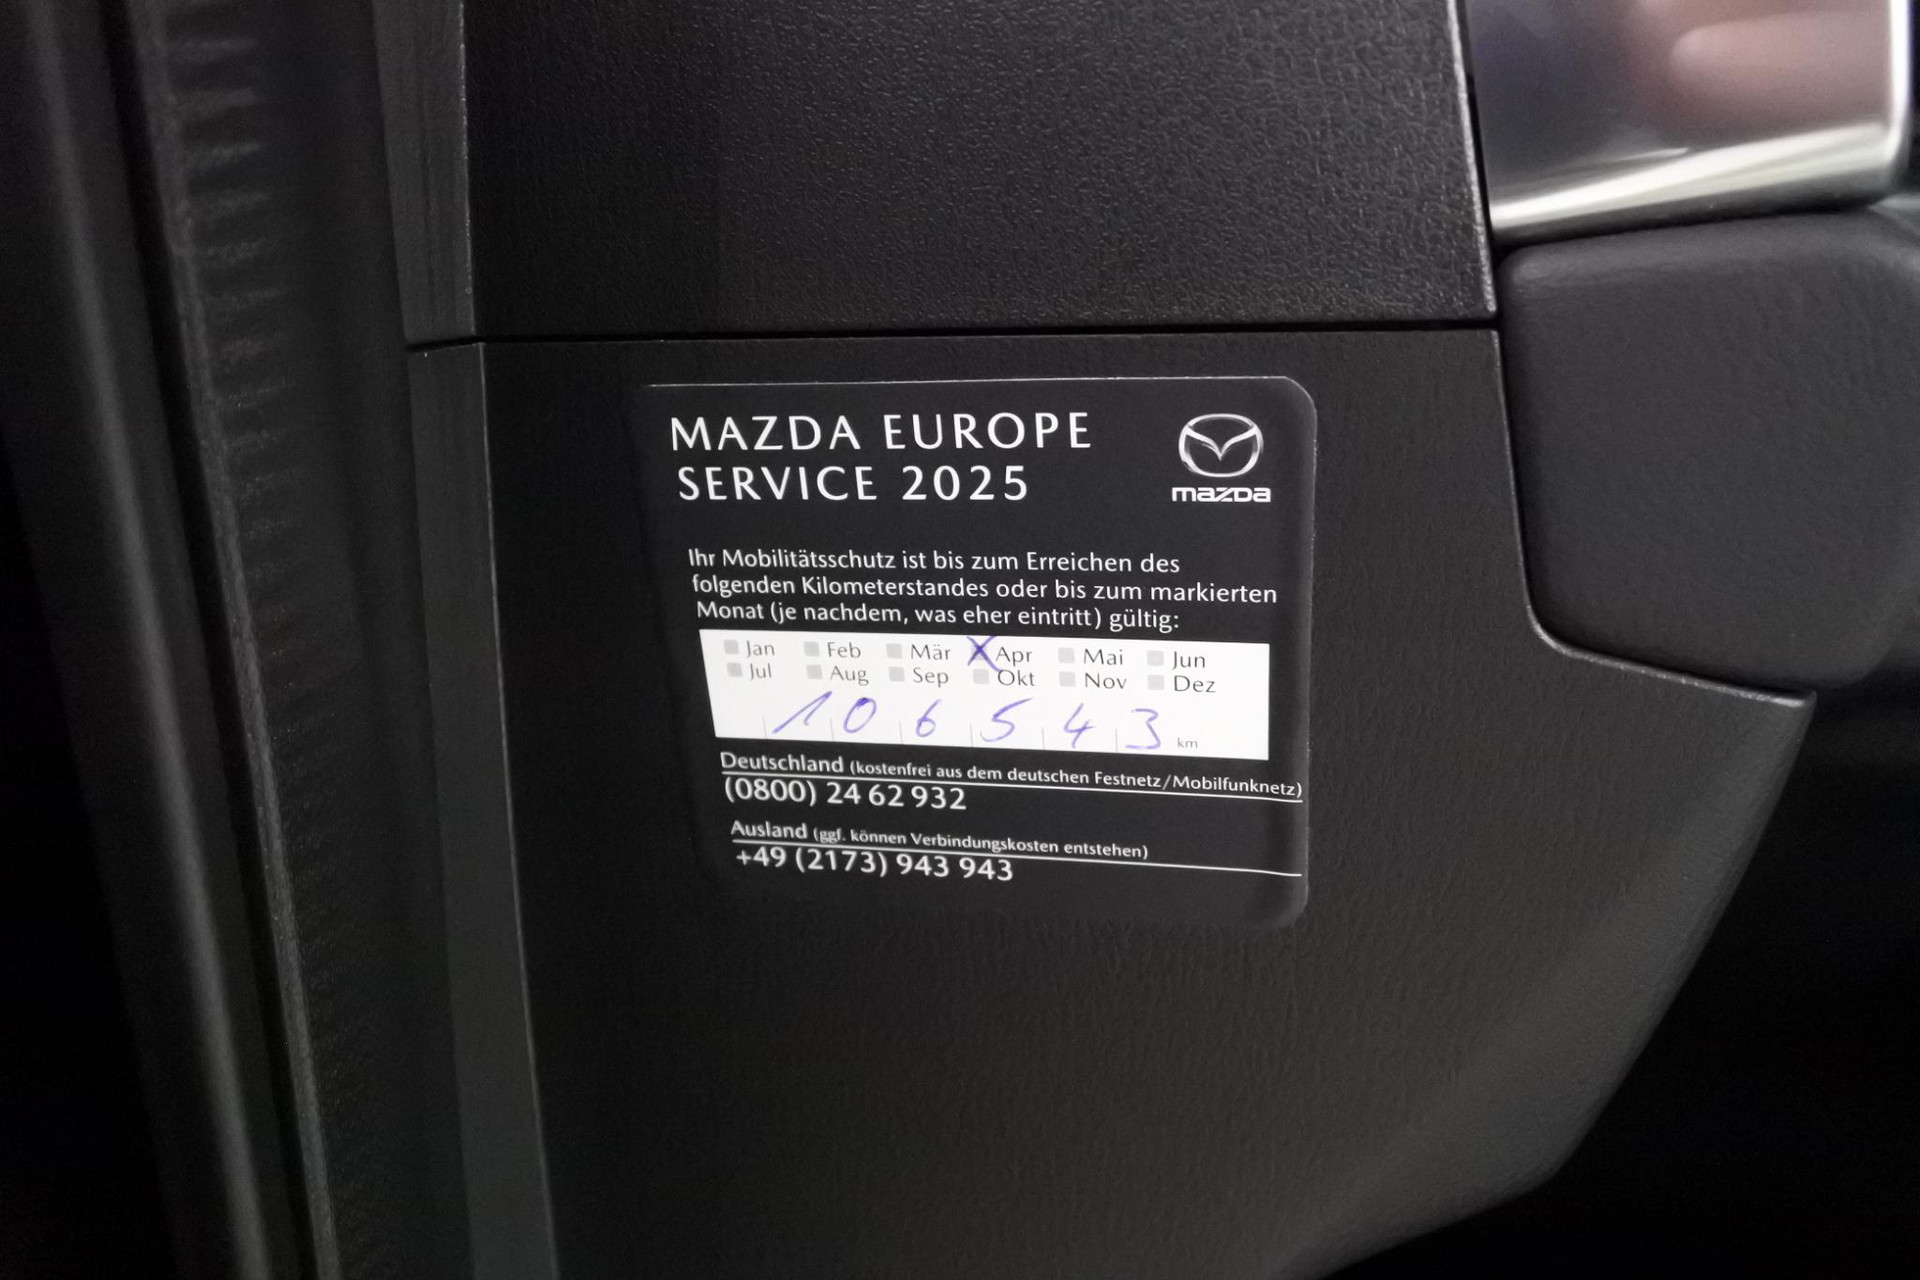 MAZDA EUROPE
SERVICE 2025
mazda
Ihr Mobilitätsschutz ist bis zum Erreichen des
folgenden Kilometerstandes oder bis zum markierten
Monat (je nachdem, was eher eintritt) gültig:
Jan Feb Mär X Apr Mai Jun
Jul Aug Sep Okt Nov Dez
106543 km
Deutschland (kostenfrei aus dem deutschen Festnetz/Mobilfunknetz)
(0800) 24 62 932
Ausland (ggf. können Verbindungskosten entstehen)
+49 (2173) 943 943